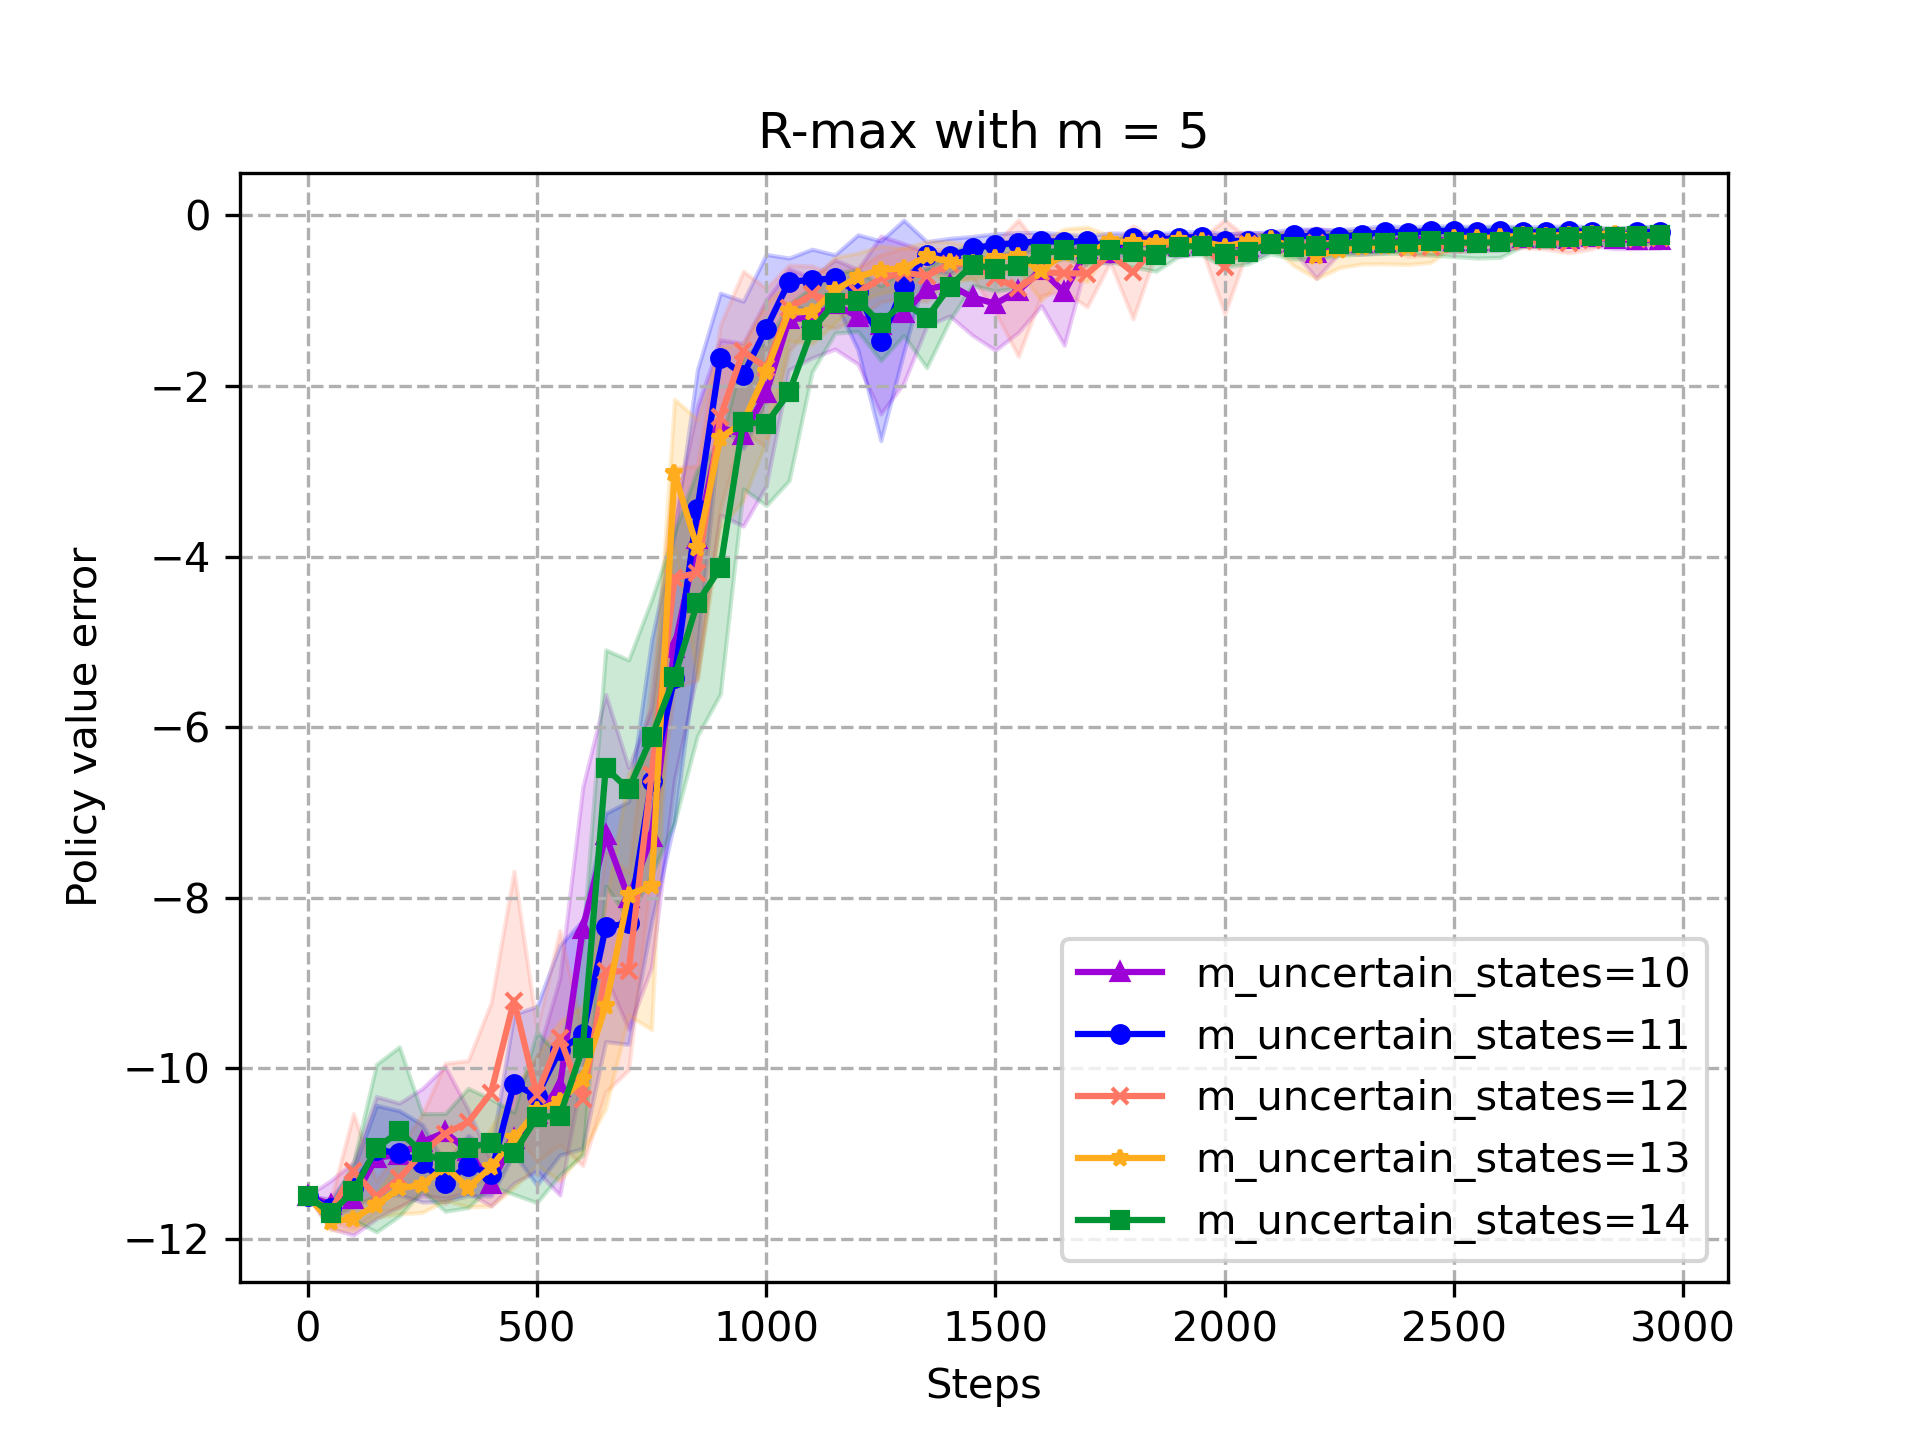 R-max with m = 5
Policy value error
0
−2
−4
−6
−8
−10
−12
m_uncertain_states=10
m_uncertain_states=11
m_uncertain_states=12
m_uncertain_states=13
m_uncertain_states=14
0 500 1000 1500 2000 2500 3000
Steps